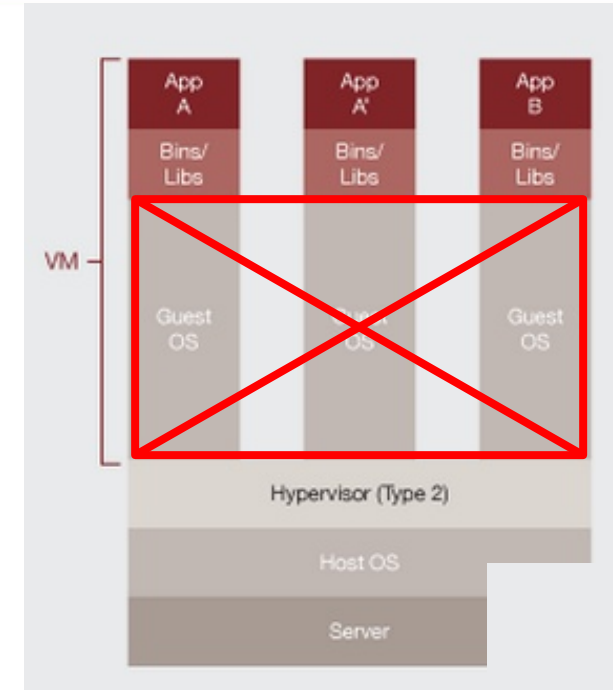 App
A
App
A'
App
B
Bins/
Libs
Bins/
Libs
Bins/
Libs
VM
Guest
OS
Guest
OS
Guest
OS
Hypervisor (Type 2)
Host OS
Server